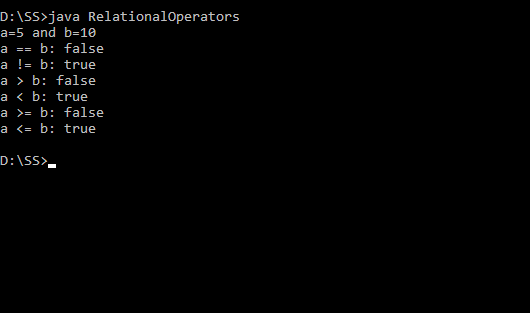 D:\SS>java RelationalOperators
a=5 and b=10
a == b: false
a != b: true
a > b: false
a < b: true
a >= b: false
a <= b: true
D:\SS>